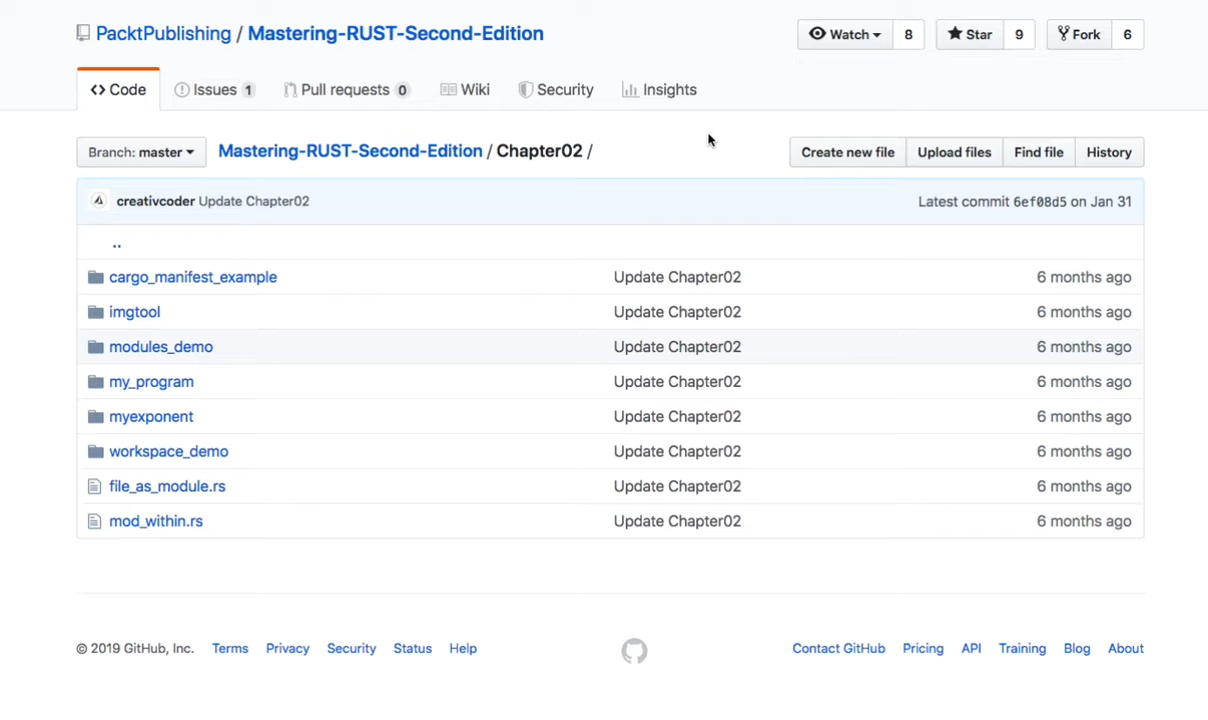 PacktPublishing / Mastering-RUST-Second-Edition
Watch 8 Star 9 Fork 6
Code Issues 1 Pull requests 0 Wiki Security Insights
Branch: master Mastering-RUST-Second-Edition / Chapter02 / Create new file Upload files Find file History
creativcoder Update Chapter02 Latest commit 6ef08d5 on Jan 31
..
cargo_manifest_example Update Chapter02 6 months ago
imgtool Update Chapter02 6 months ago
modules_demo Update Chapter02 6 months ago
my_program Update Chapter02 6 months ago
myexponent Update Chapter02 6 months ago
workspace_demo Update Chapter02 6 months ago
file_as_module.rs Update Chapter02 6 months ago
mod_within.rs Update Chapter02 6 months ago
© 2019 GitHub, Inc. Terms Privacy Security Status Help Contact GitHub Pricing API Training Blog About